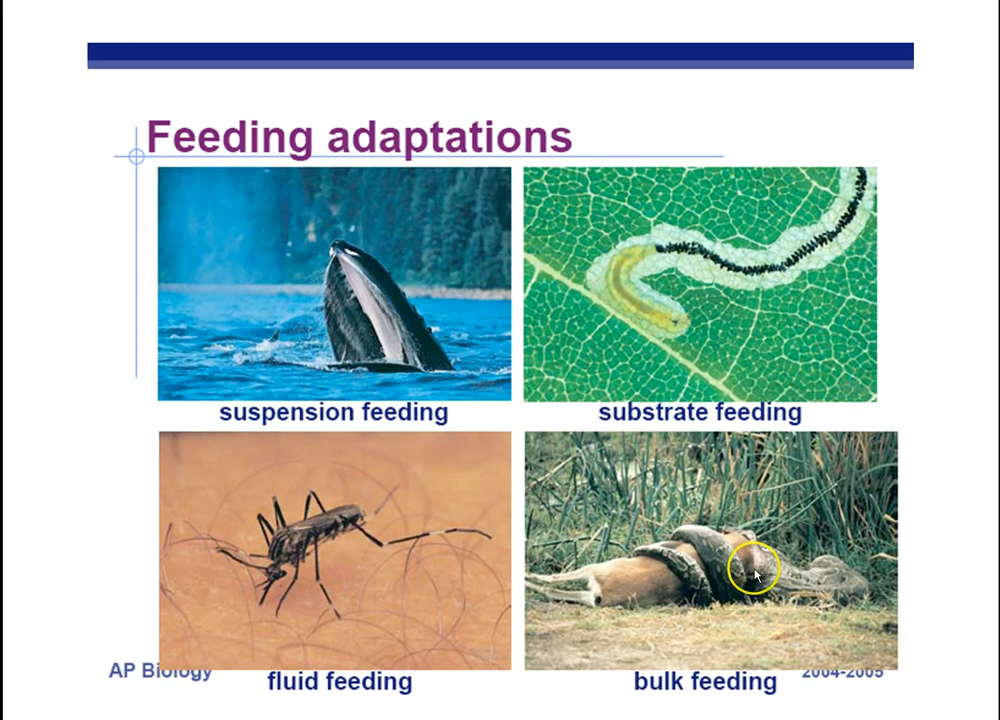 Feeding adaptations
suspension feeding
substrate feeding
AP Biology
2004-2005
fluid feeding
bulk feeding